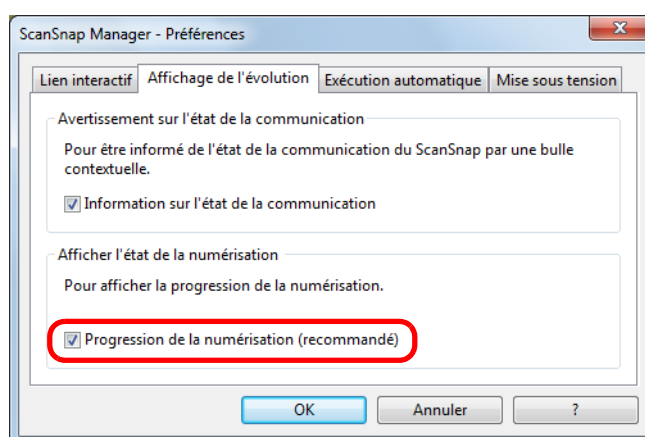 ScanSnap Manager - Préférences
Lien interactif Affichage de l'évolution Exécution automatique Mise sous tension
Avertissement sur l'état de la communication
Pour être informé de l'état de la communication du ScanSnap par une bulle
contextuelle.
Information sur l'état de la communication
Afficher l'état de la numérisation
Pour afficher la progression de la numérisation.
Progression de la numérisation (recommandé)
OK Annuler ?